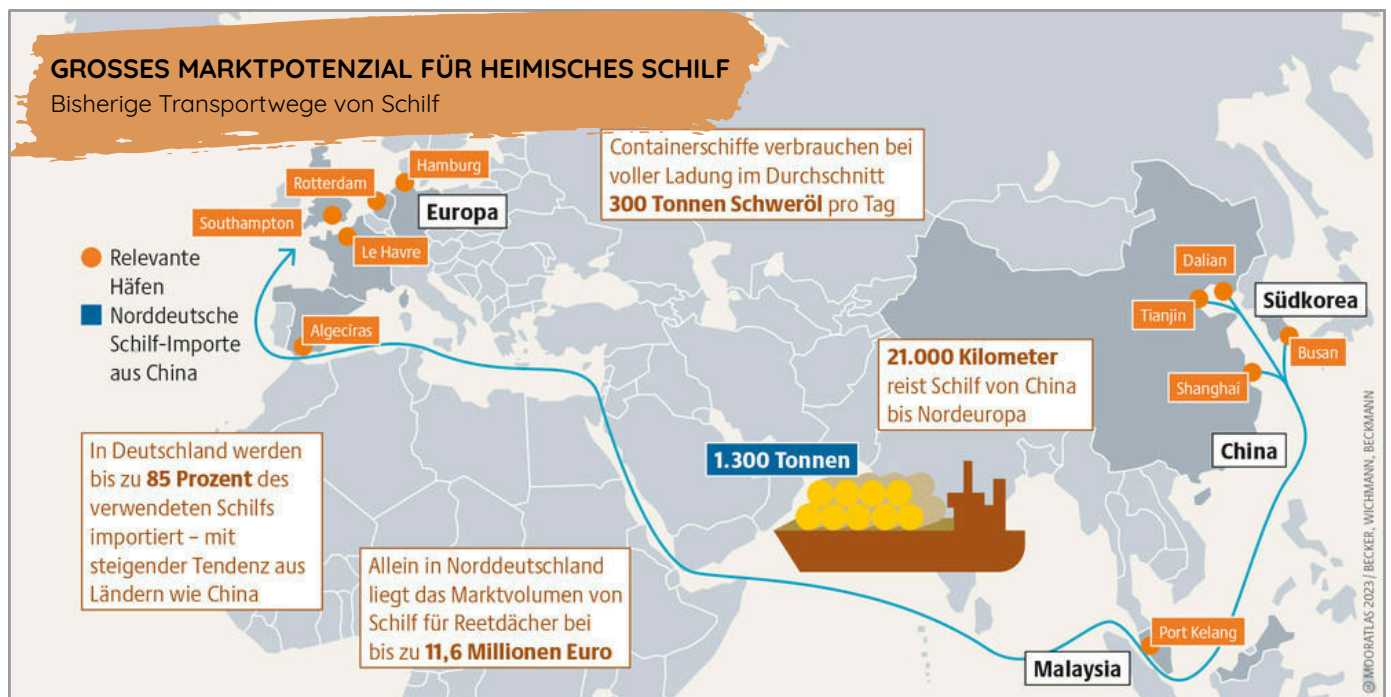 GROSSES MARKTPOTENZIAL FÜR HEIMISCHES SCHILF
Bisherige Transportwege von Schilf
Containerschiffe verbrauchen bei
voller Ladung im Durchschnitt
300 Tonnen Schweröl pro Tag
Hamburg
Rotterdam
Europa
Southampton
Le Havre
Relevante
Häfen
Norddeutsche
Schilf-Importe
aus China
Algeciras
Dalian
Südkorea
Tianjin
Busan
Shanghai
21.000 Kilometer
reist Schilf von China
bis Nordeuropa
China
1.300 Tonnen
In Deutschland werden
bis zu 85 Prozent des
verwendeten Schilfs
importiert – mit
steigender Tendenz aus
Ländern wie China
Allein in Norddeutschland
liegt das Marktvolumen von
Schilf für Reetdächer bei
bis zu 11,6 Millionen Euro
Port Kelang
Malaysia
@ MOORATLAS 2023 / BECKER, WICHMANN, BECKMANN